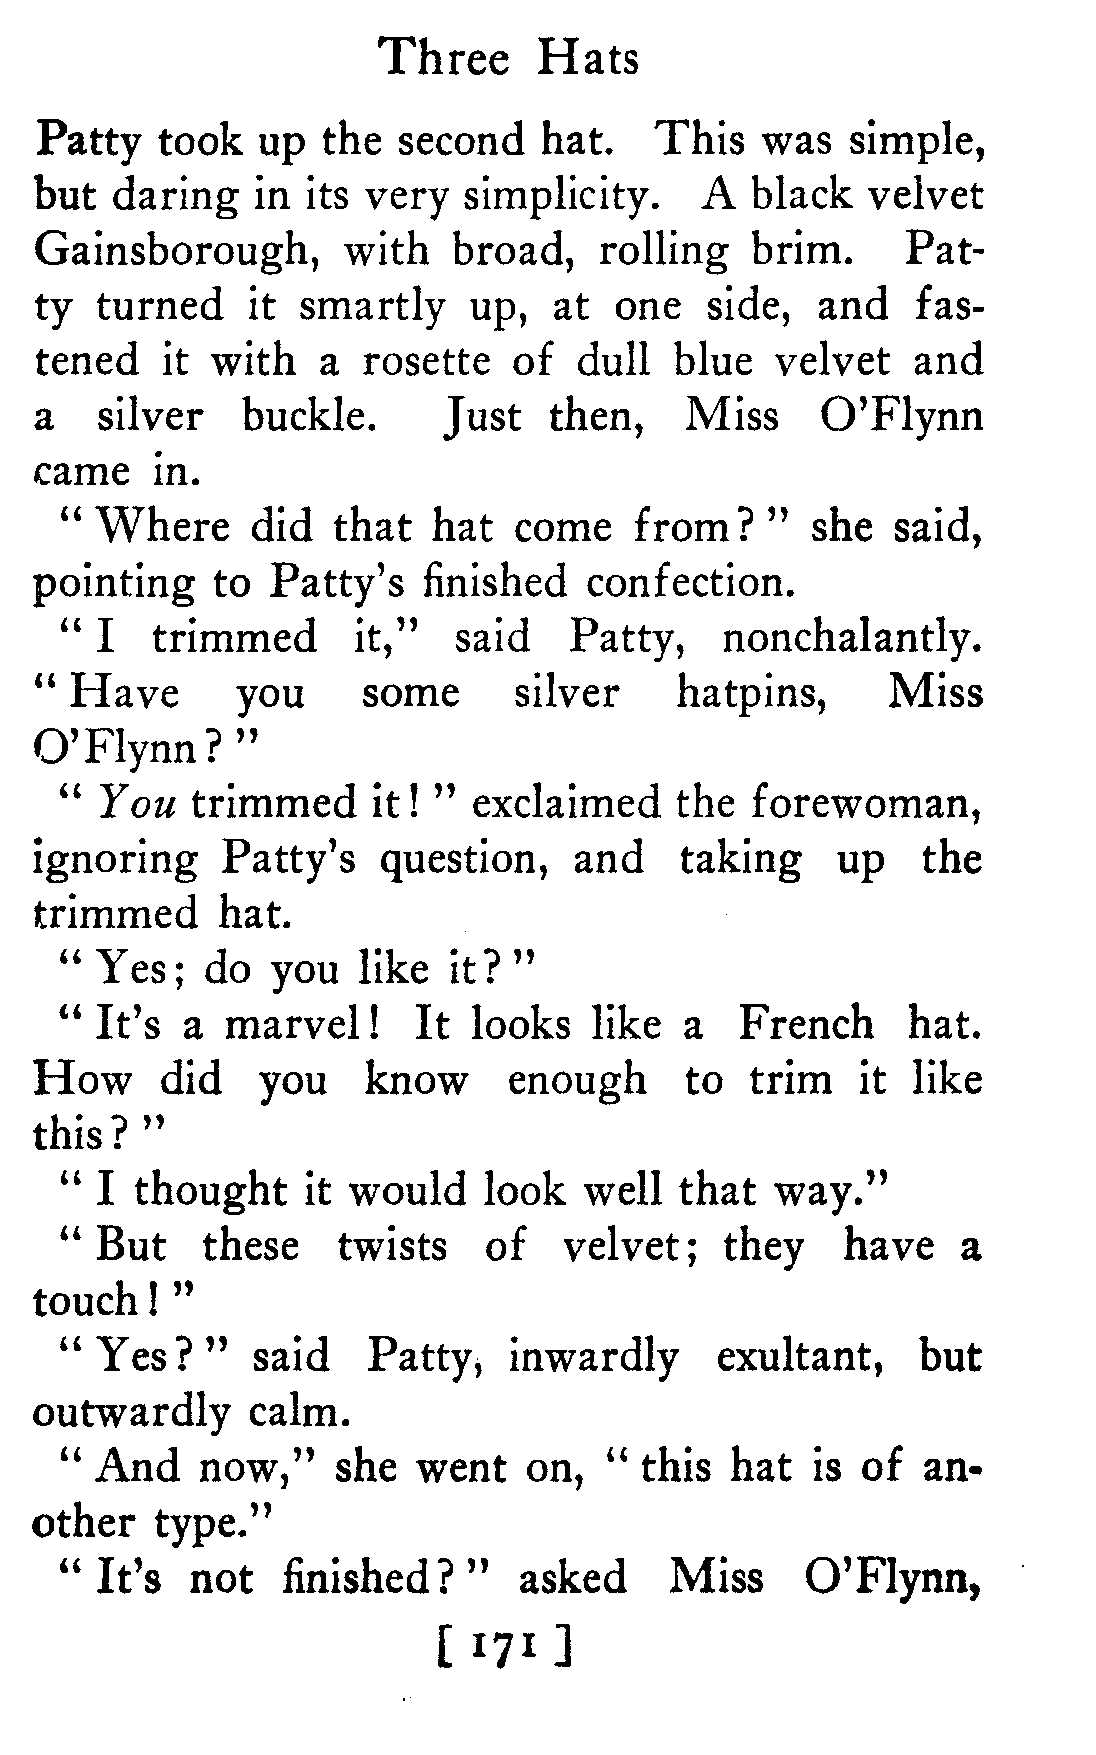 Three Hats
Patty took up the second hat. This was simple,
but daring in its very simplicity. A black velvet
Gainsborough, with broad, rolling brim. Pat-
ty turned it smartly up, at one side, and fas-
tened it with a rosette of dull blue velvet and
a silver buckle. Just then, Miss O'Flynn
came in.
" Where did that hat come from? " she said,
pointing to Patty's finished confection.
" I trimmed it," said Patty, nonchalantly.
" Have you some silver hatpins, Miss
O'Flynn? "
" You trimmed it! " exclaimed the forewoman,
ignoring Patty's question, and taking up the
trimmed hat.
" Yes; do you like it? "
" It's a marvel! It looks like a French hat.
How did you know enough to trim it like
this? "
" I thought it would look well that way."
" But these twists of velvet; they have a
touch! "
" Yes? " said Patty, inwardly exultant, but
outwardly calm.
" And now," she went on, " this hat is of an-
other type."
" It's not finished? " asked Miss O'Flynn,
[ 171 ]